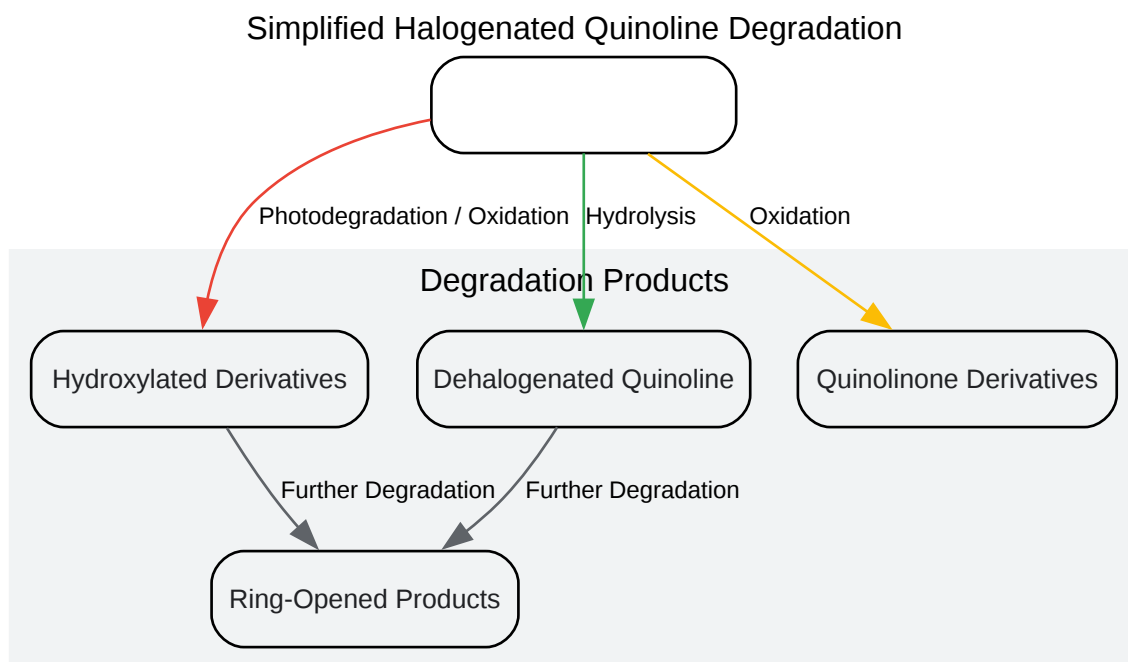 Simplified Halogenated Quinoline Degradation
Photodegradation / Oxidation
Hydrolysis
Oxidation
Degradation Products
Hydroxylated Derivatives
Dehalogenated Quinoline
Quinolinone Derivatives
Further Degradation
Further Degradation
Ring-Opened Products